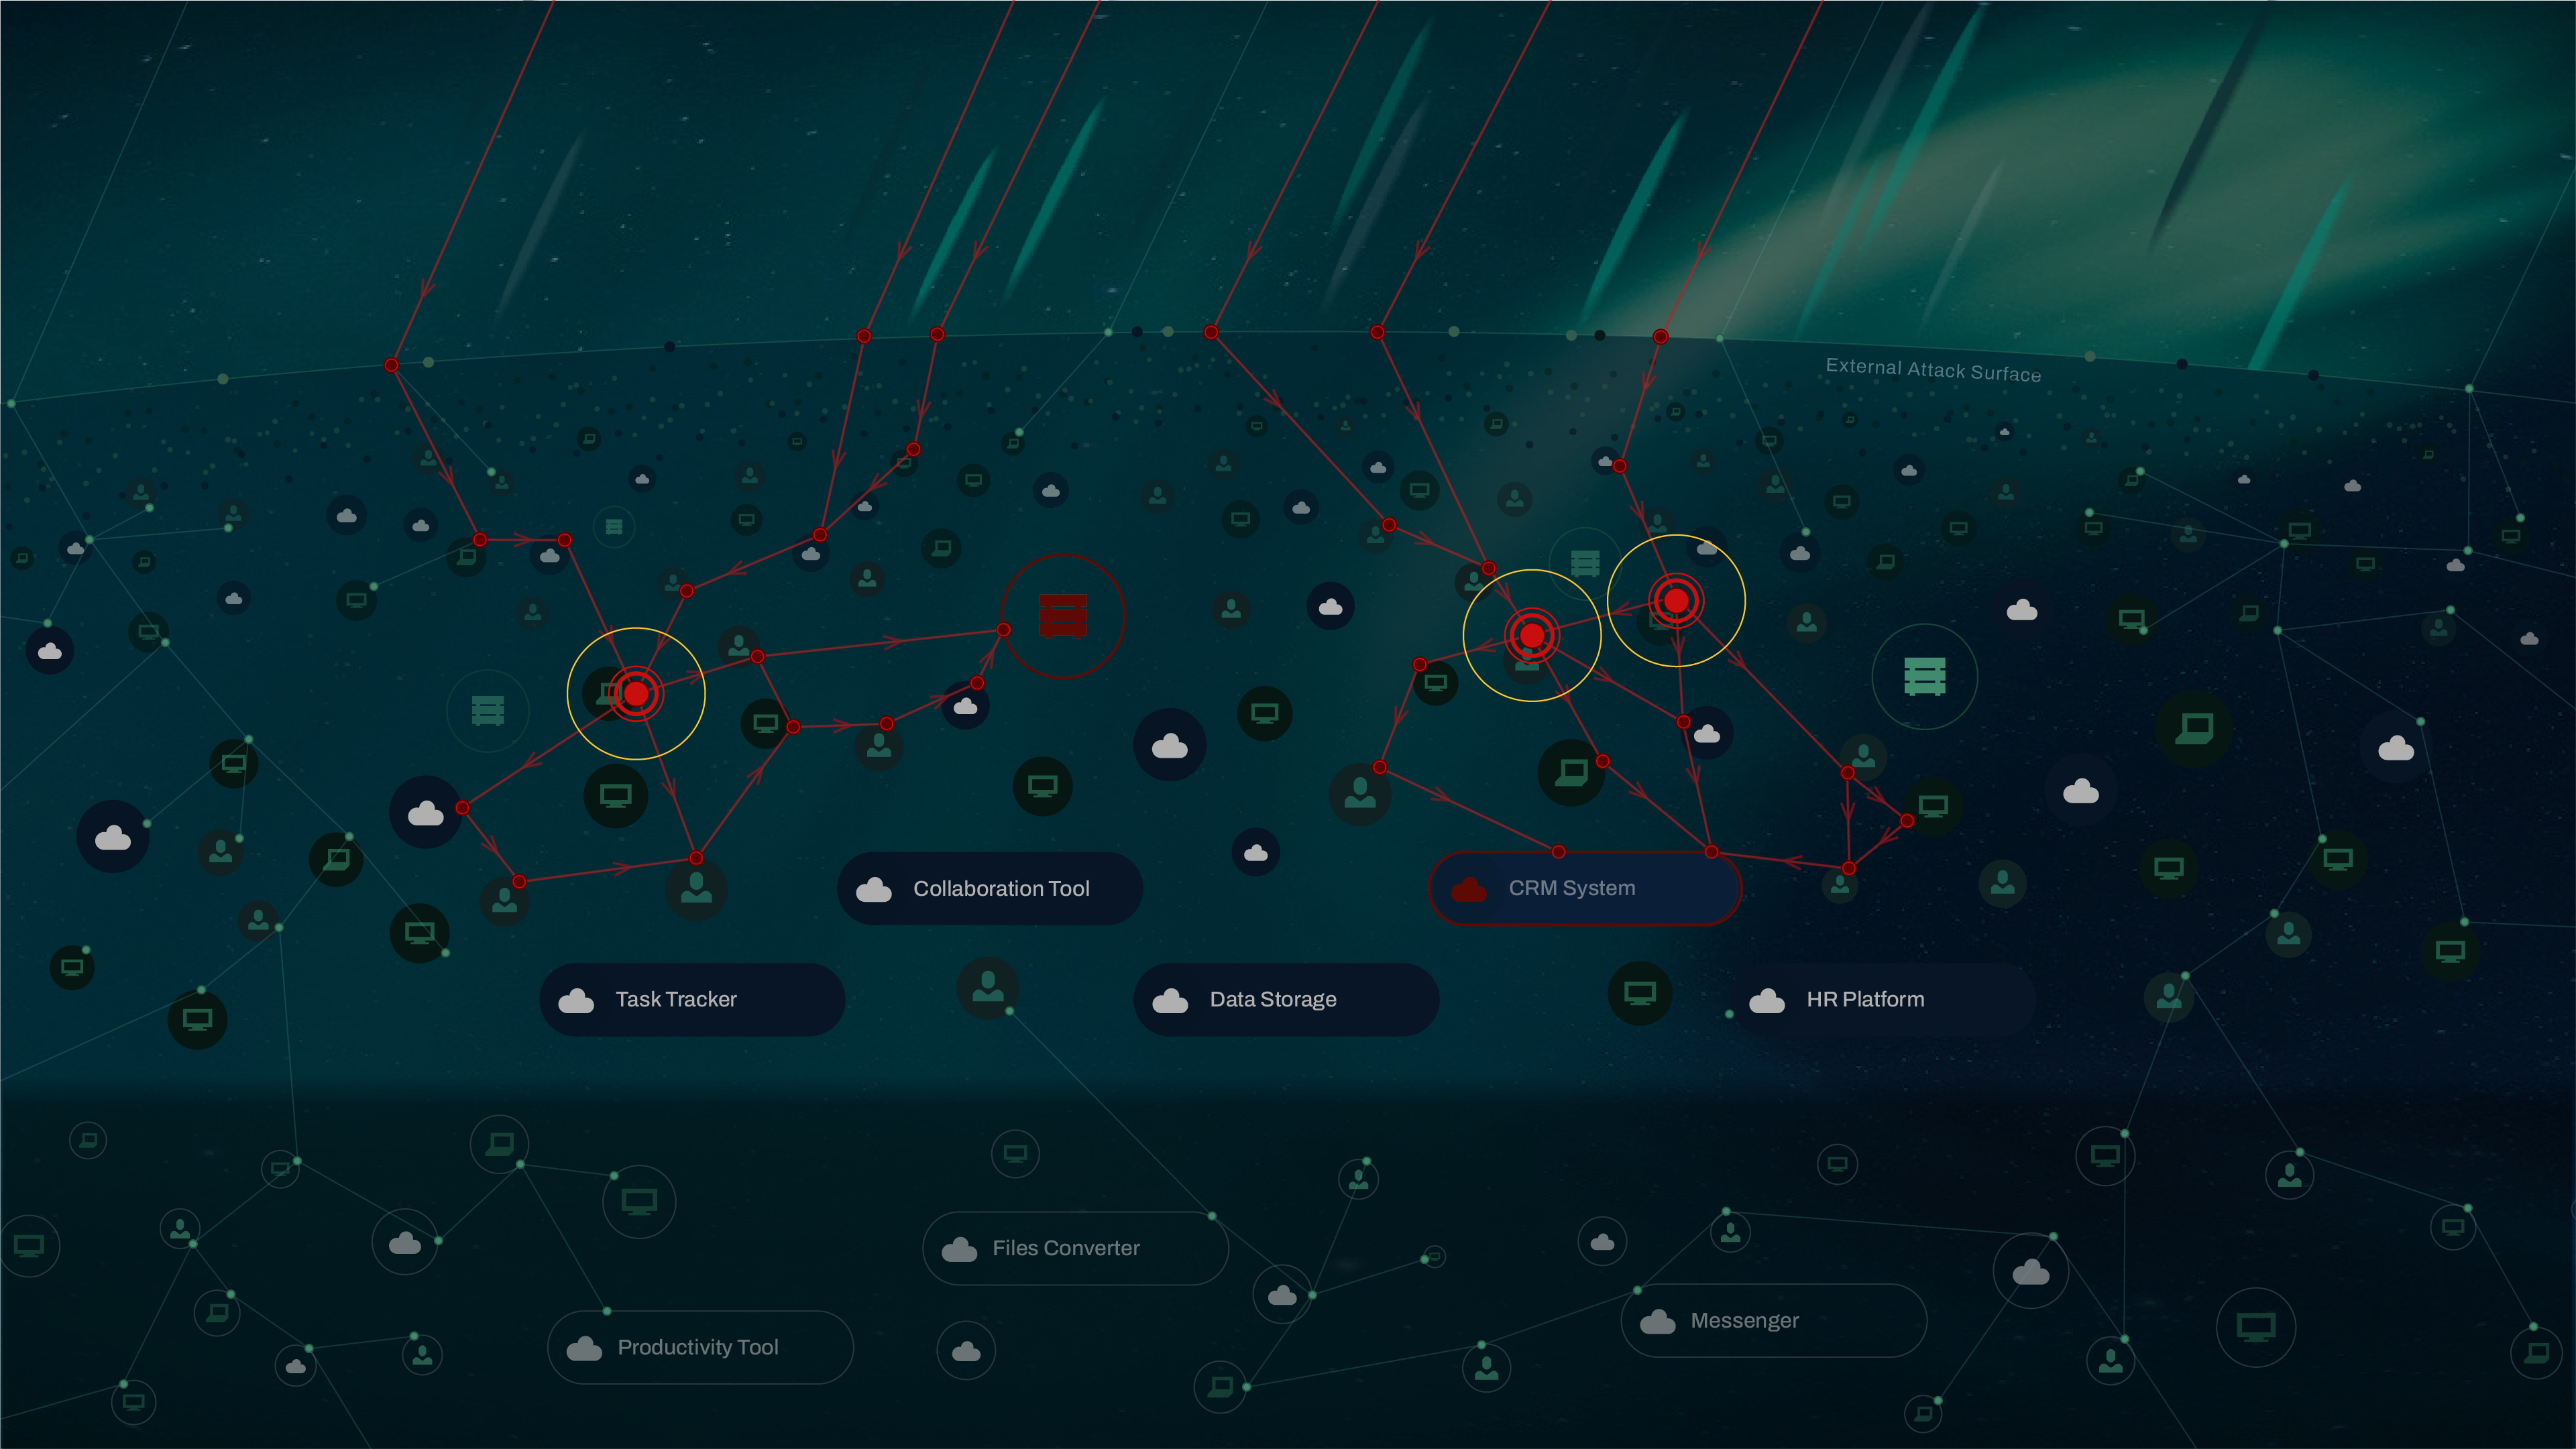 External Attack Surface
Collaboration Tool
CRM System
Task Tracker
Data Storage
HR Platform
Files Converter
Messenger
Productivity Tool